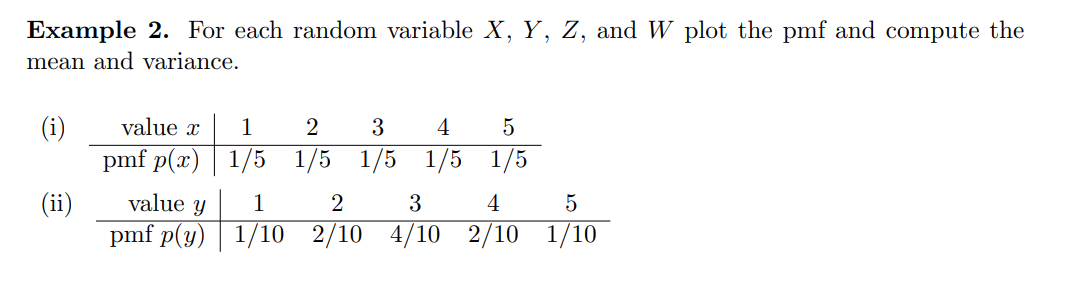 Example 2. For each random variable X, Y, Z, and W plot the pmf and compute the
mean and variance.
(i) value x 1 2 3 4 5
pmf p(x) 1/5 1/5 1/5 1/5 1/5
(ii) value y 1 2 3 4 5
pmf p(y) 1/10 2/10 4/10 2/10 1/10